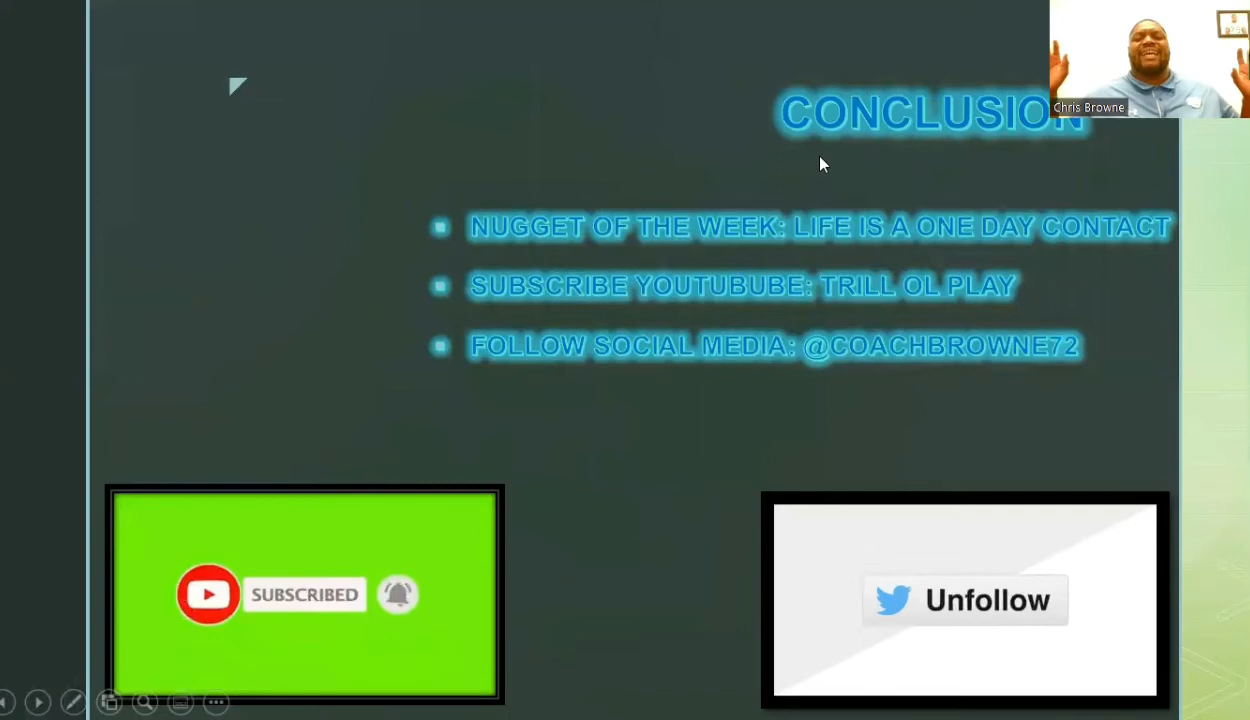 CONCLUSION
Chris Browne
NUGGET OF THE WEEK: LIFE IS A ONE DAY CONTACT
SUBSCRIBE YOUTUBUBE: TRILL OL PLAY
FOLLOW SOCIAL MEDIA: @COACHBROWNE72
SUBSCRIBED
Unfollow